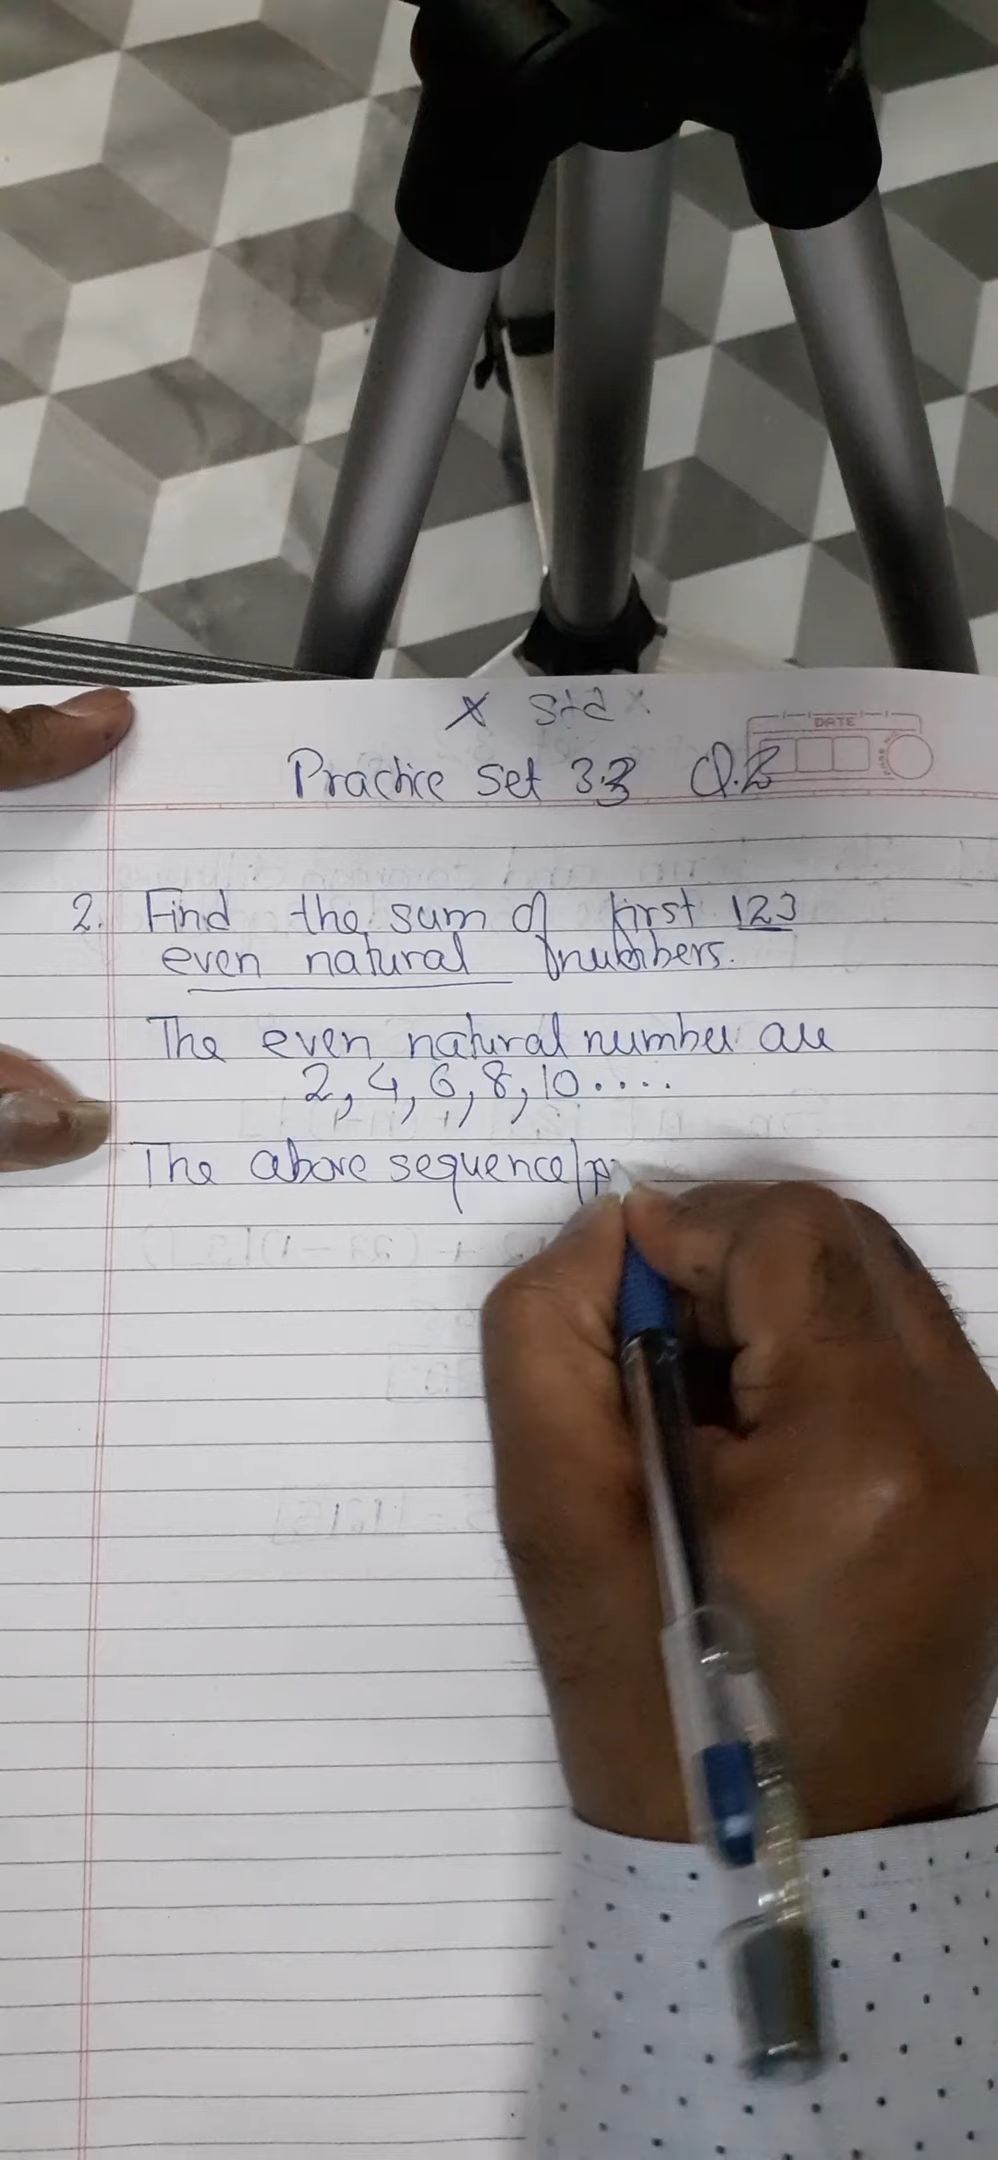 X Std X
Practice Set 3.3 Q.2
DATE
2. Find the sum of first 123
even natural numbers.
The even natural number are
2, 4, 6, 8, 10....
The above sequence